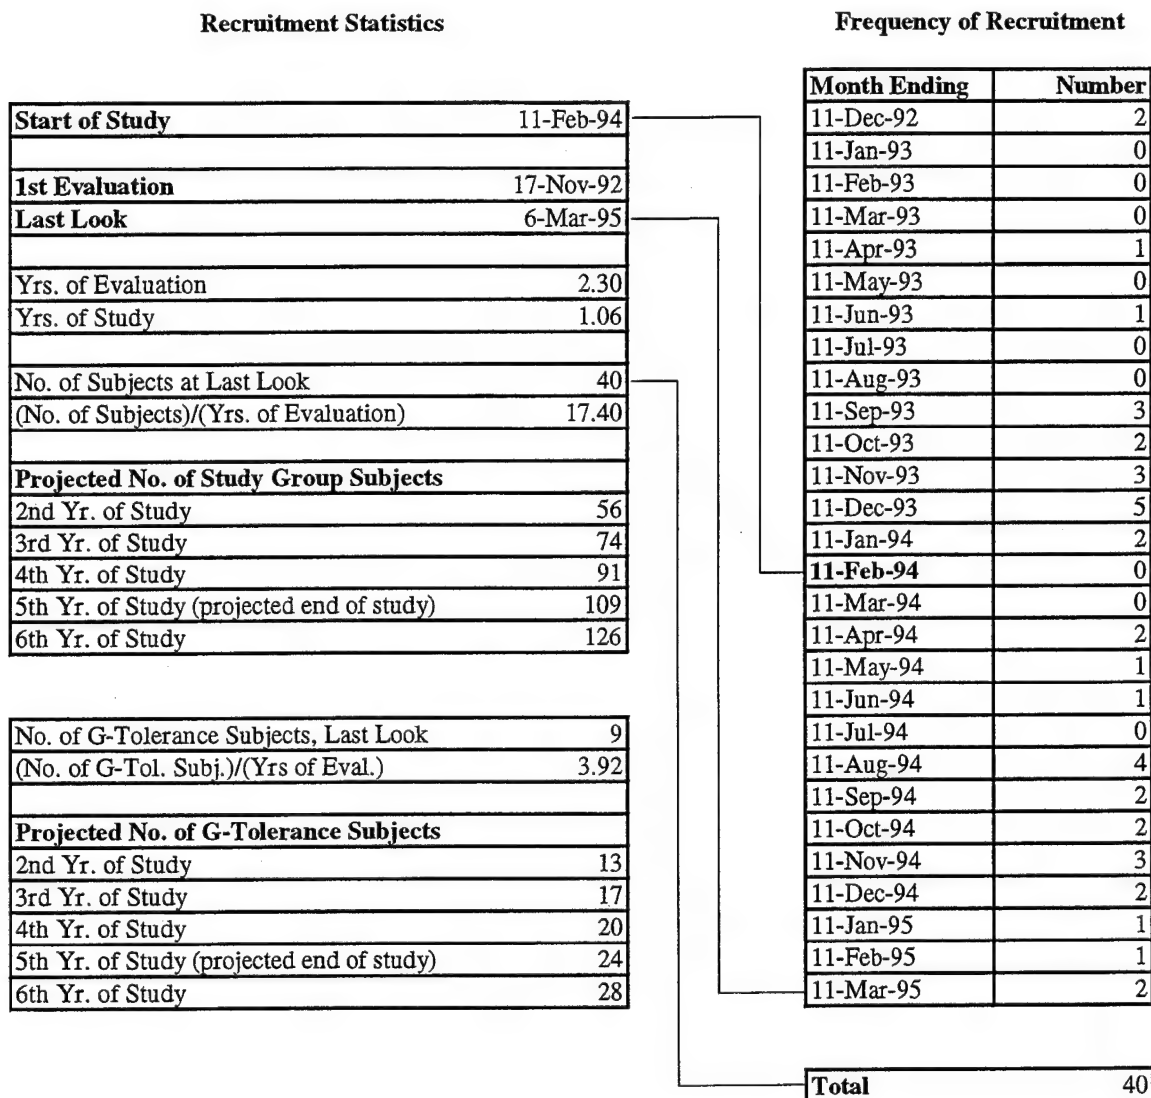 Recruitment Statistics
Start of Study 11-Feb-94
1st Evaluation 17-Nov-92
Last Look 6-Mar-95
Yrs. of Evaluation 2.30
Yrs. of Study 1.06
No. of Subjects at Last Look 40
(No. of Subjects)/(Yrs. of Evaluation) 17.40
Projected No. of Study Group Subjects
2nd Yr. of Study 56
3rd Yr. of Study 74
4th Yr. of Study 91
5th Yr. of Study (projected end of study) 109
6th Yr. of Study 126
No. of G-Tolerance Subjects, Last Look 9
(No. of G-Tol. Subj.)/(Yrs of Eval.) 3.92
Projected No. of G-Tolerance Subjects
2nd Yr. of Study 13
3rd Yr. of Study 17
4th Yr. of Study 20
5th Yr. of Study (projected end of study) 24
6th Yr. of Study 28
Frequency of Recruitment
Month Ending Number
11-Dec-92 2
11-Jan-93 0
11-Feb-93 0
11-Mar-93 0
11-Apr-93 1
11-May-93 0
11-Jun-93 1
11-Jul-93 0
11-Aug-93 0
11-Sep-93 3
11-Oct-93 2
11-Nov-93 3
11-Dec-93 5
11-Jan-94 2
11-Feb-94 0
11-Mar-94 0
11-Apr-94 2
11-May-94 1
11-Jun-94 1
11-Jul-94 0
11-Aug-94 4
11-Sep-94 2
11-Oct-94 2
11-Nov-94 3
11-Dec-94 2
11-Jan-95 1
11-Feb-95 1
11-Mar-95 2
Total 40